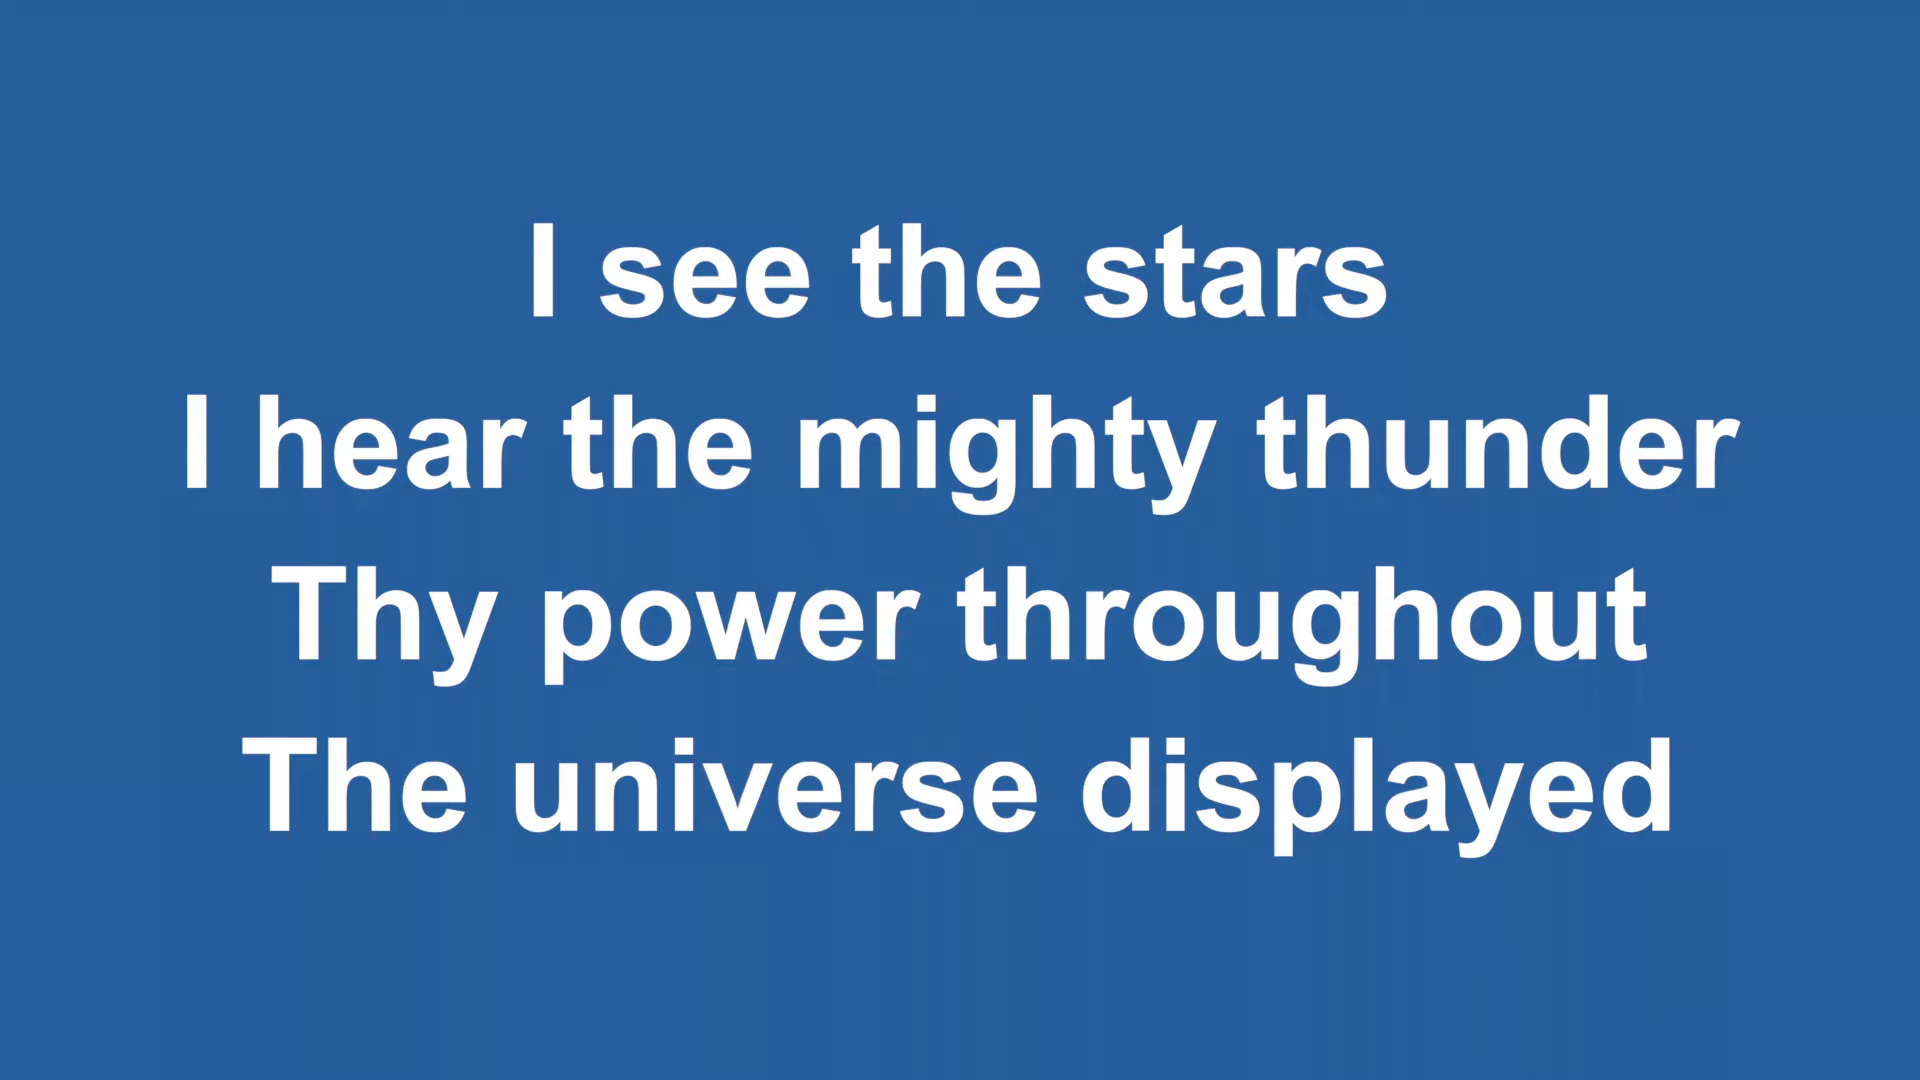 I see the stars
I hear the mighty thunder
Thy power throughout
The universe displayed